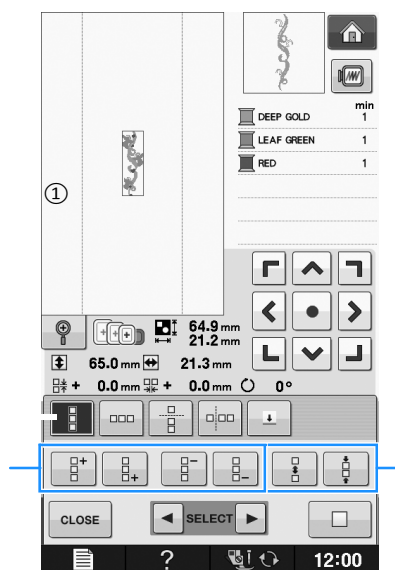 min
DEEP GOLD 1
LEAF GREEN 1
RED 1
①
64.9 mm
21.2 mm
65.0 mm 21.3 mm
+ 0.0 mm + 0.0 mm 0°
CLOSE SELECT
? 12:00